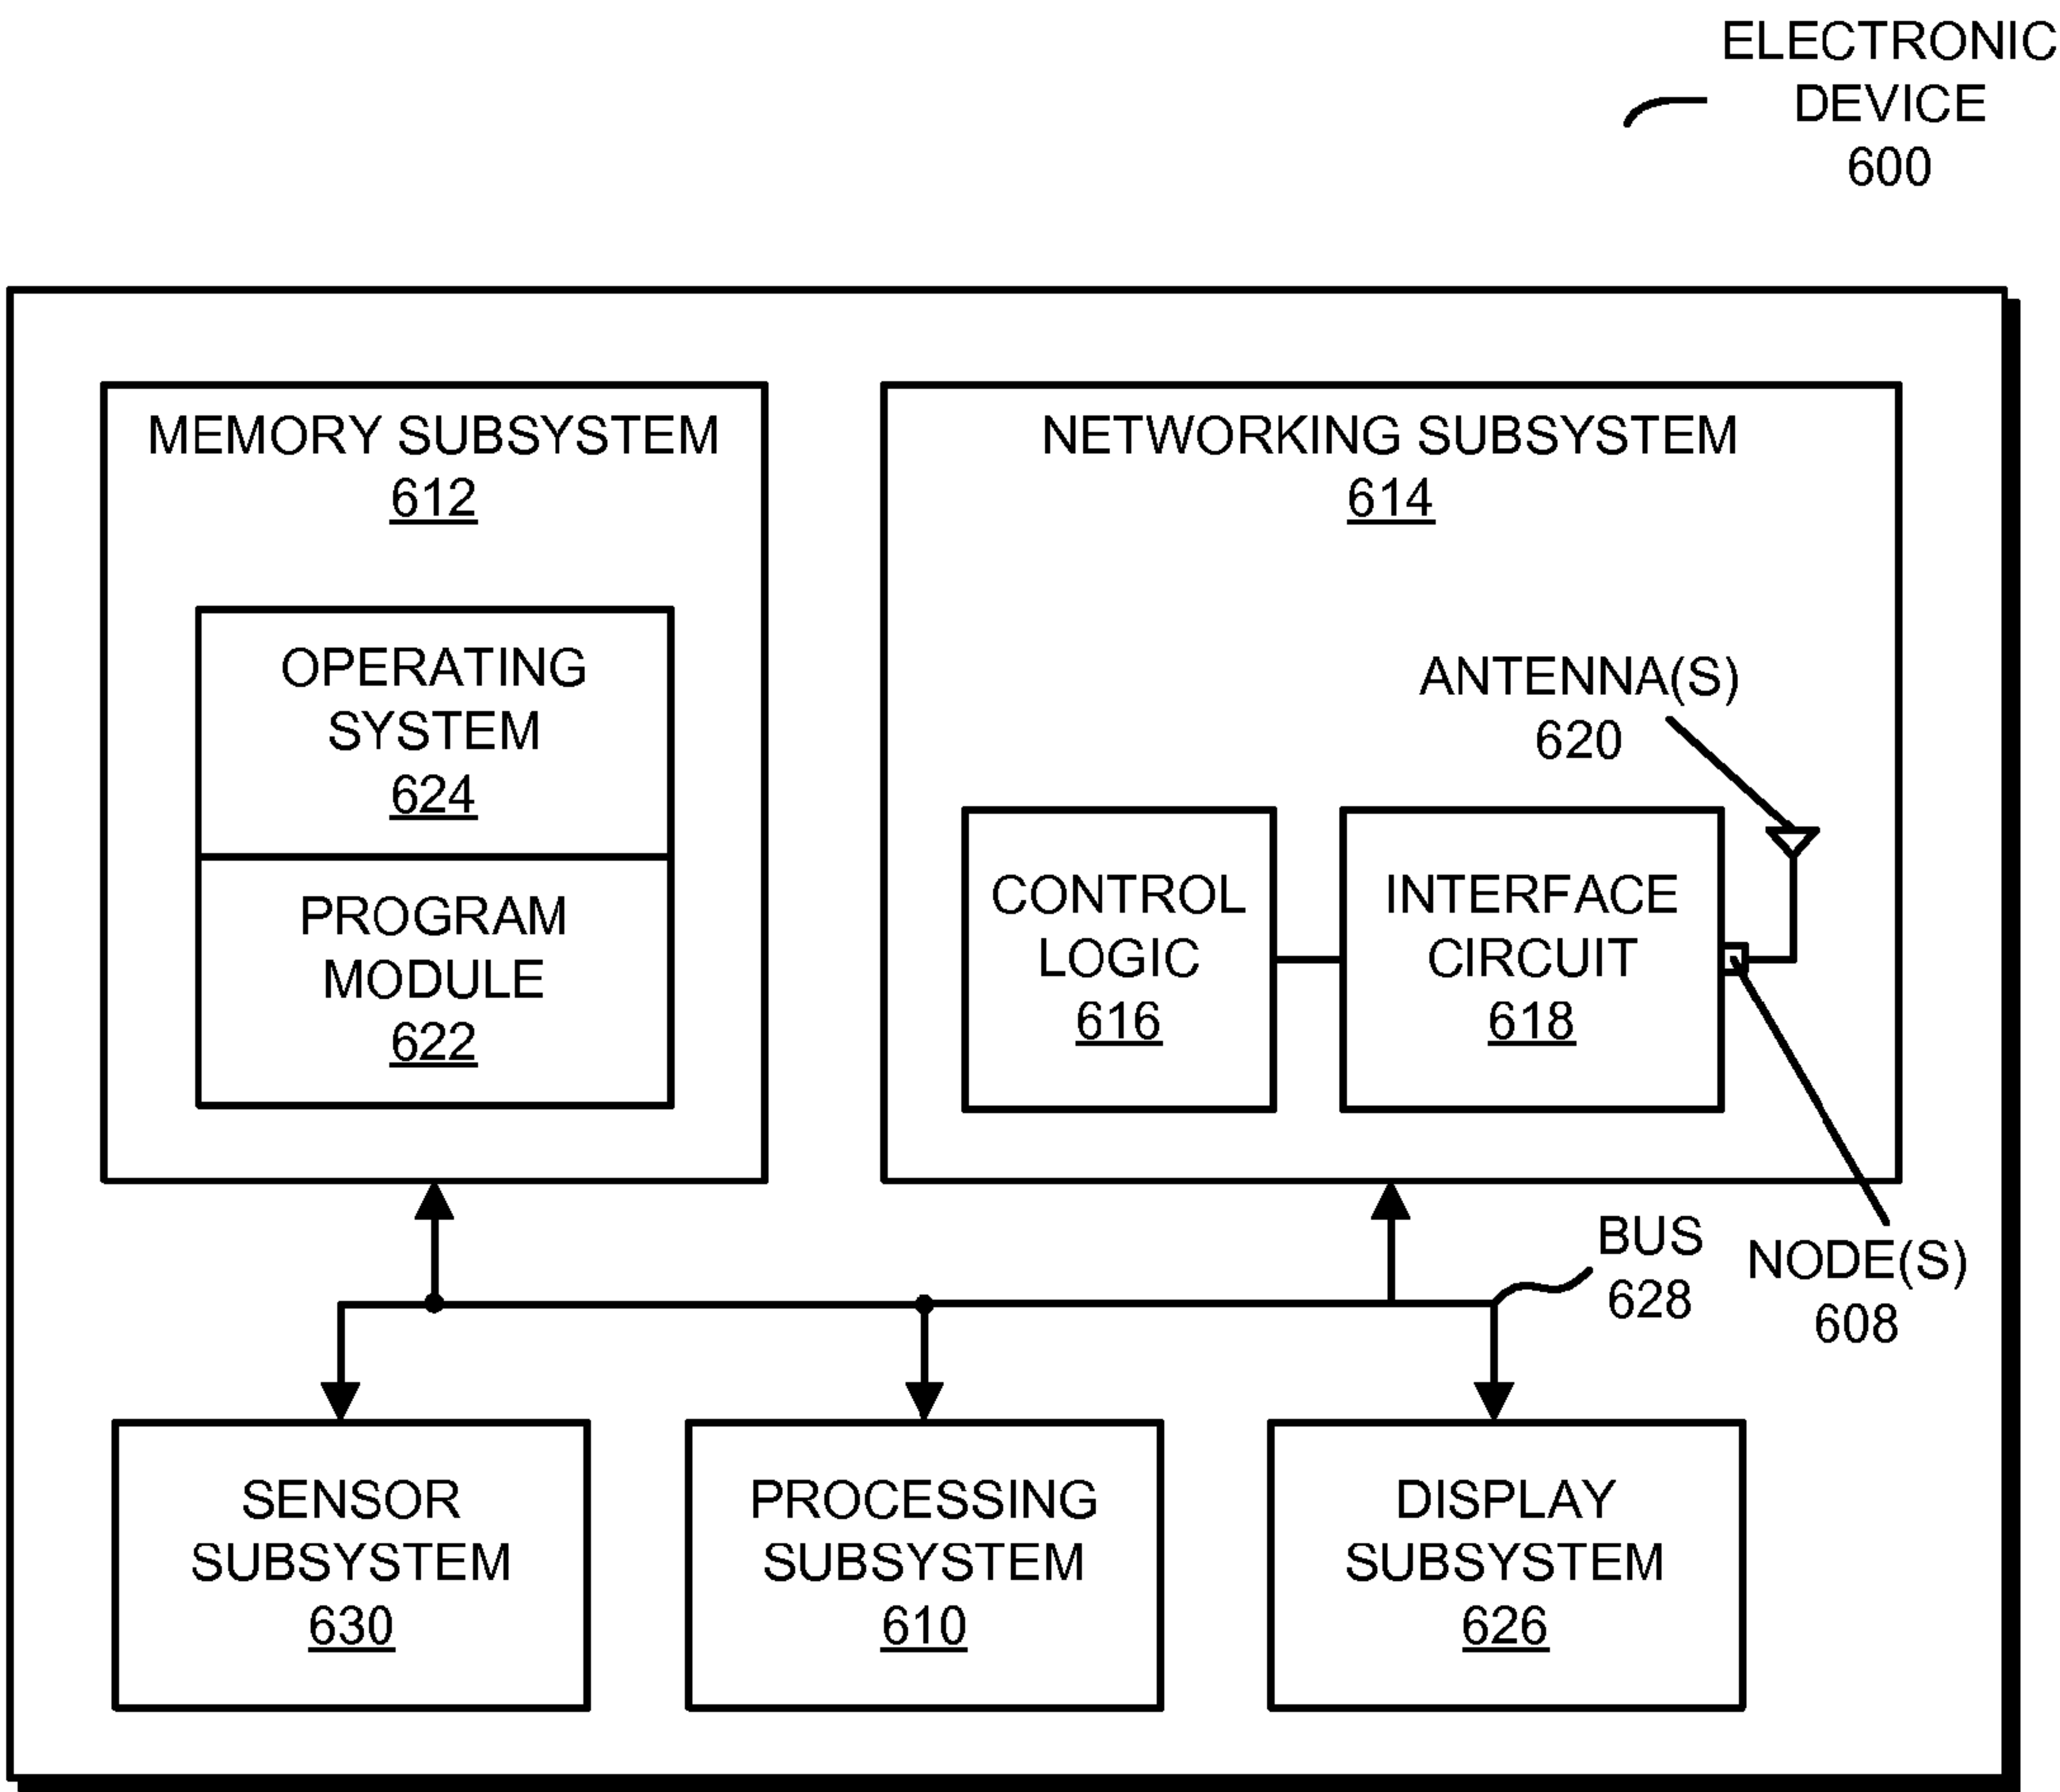 ELECTRONIC
DEVICE
600
MEMORY SUBSYSTEM
612
OPERATING
SYSTEM
624
PROGRAM
MODULE
622
NETWORKING SUBSYSTEM
614
ANTENNA(S)
620
CONTROL
LOGIC
616
INTERFACE
CIRCUIT
618
BUS
628
NODE(S)
608
SENSOR
SUBSYSTEM
630
PROCESSING
SUBSYSTEM
610
DISPLAY
SUBSYSTEM
626